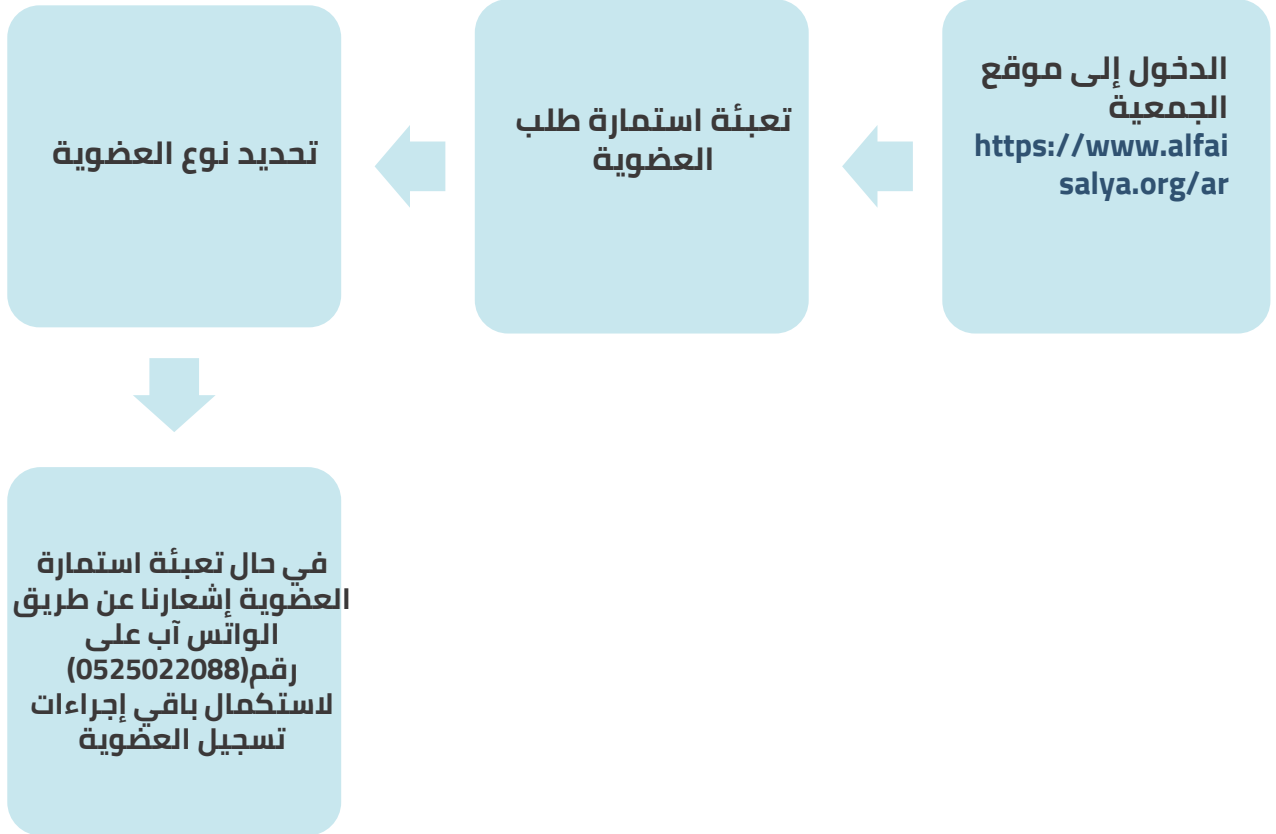 الدخول إلى موقع
الجمعية
https://www.alfai
salya.org/ar
تعبئة استمارة طلب
العضوية
تحديد نوع العضوية
في حال تعبئة استمارة
العضوية إشعارنا عن طريق
الواتس آب على
رقم(0525022088)
لاستكمال باقي إجراءات
تسجيل العضوية